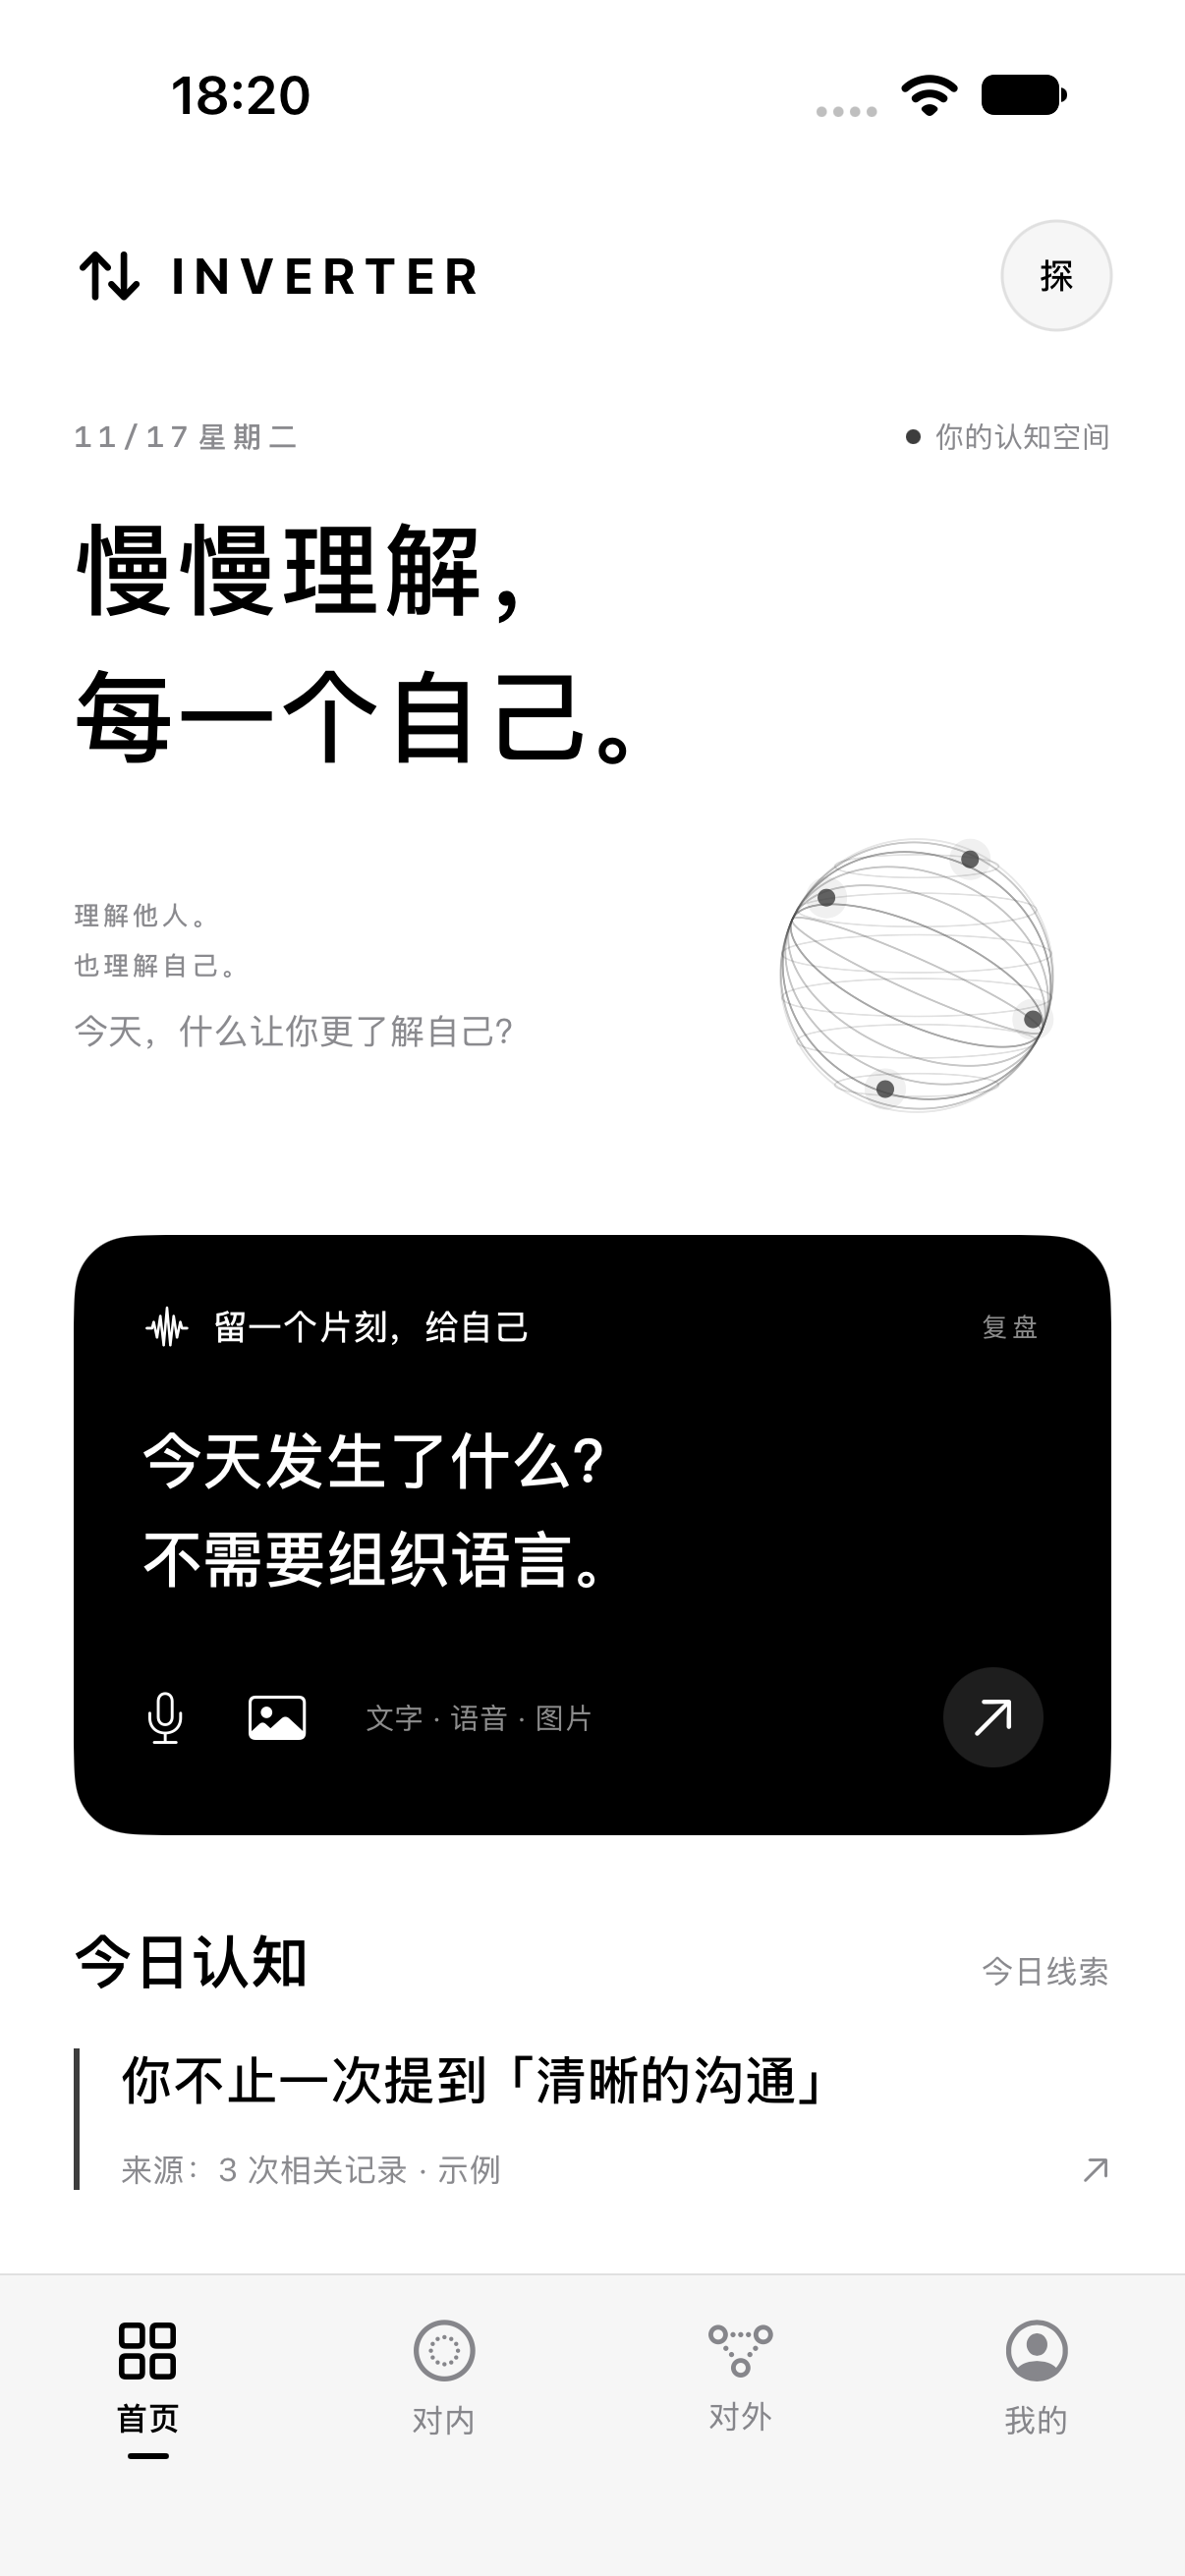 18:20
INVERTER
探
11/17 星期二
你的认知空间
慢慢理解，
每一个自己。
理解他人。
也理解自己。
今天，什么让你更了解自己?
留一个片刻，给自己
复盘
今天发生了什么?
不需要组织语言。
文字 · 语音 · 图片
今日认知
今日线索
你不止一次提到「清晰的沟通」
来源：3 次相关记录 · 示例
首页
对内
对外
我的